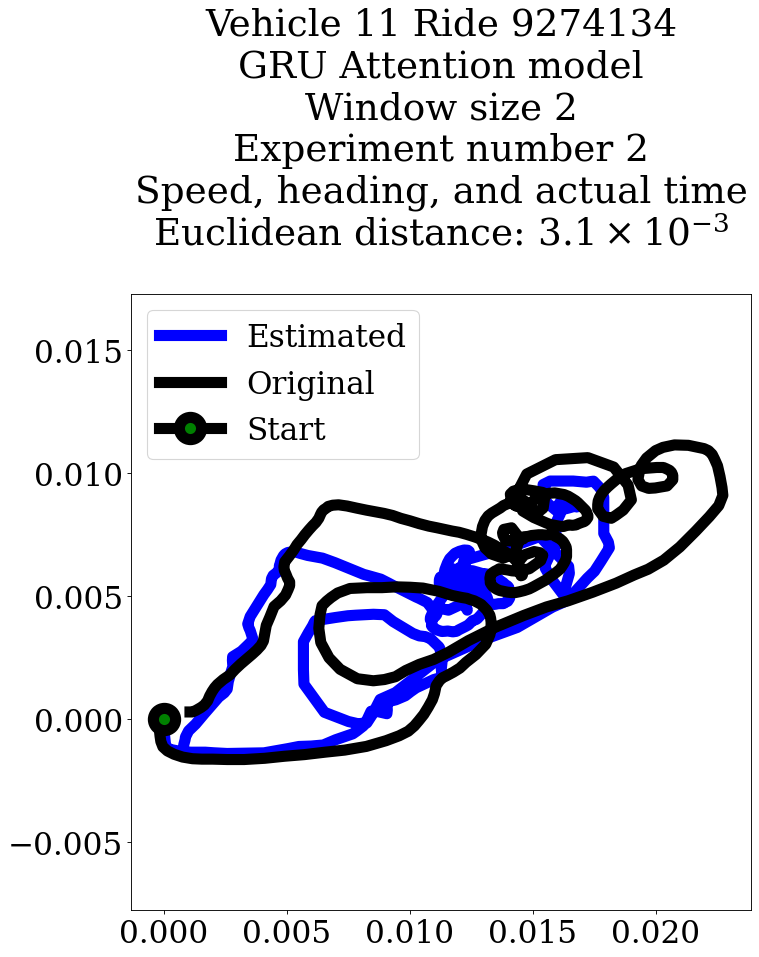 Vehicle 11 Ride 9274134
GRU Attention model
Window size 2
Experiment number 2
Speed, heading, and actual time
Euclidean distance: 3.1 × 10⁻³
Estimated
Original
Start
0.015
0.010
0.005
0.000
−0.005
0.000 0.005 0.010 0.015 0.020